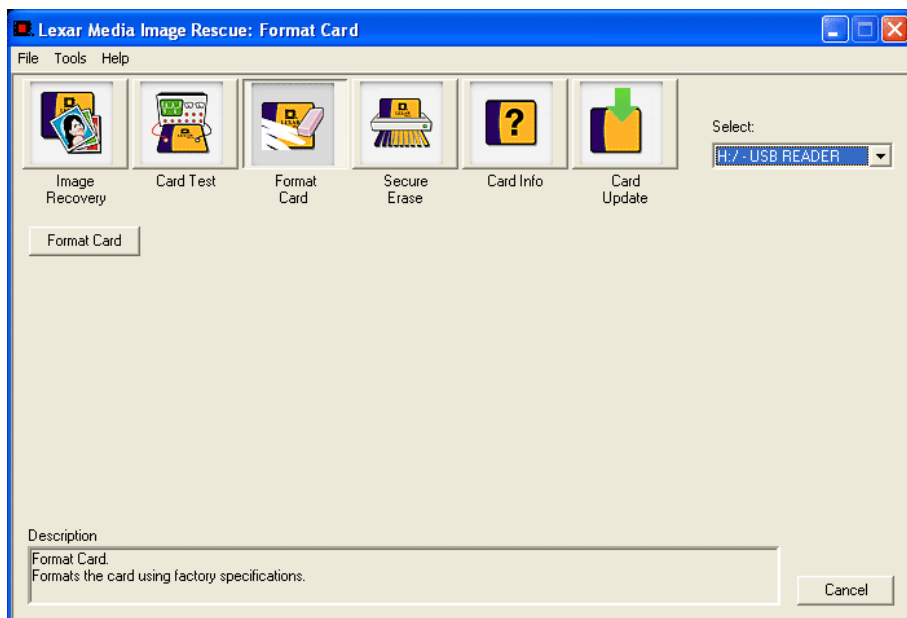 Lexar Media Image Rescue: Format Card
File Tools Help
Image
Recovery
Card Test
Format
Card
Secure
Erase
Card Info
Card
Update
Select:
H:/ - USB READER
Format Card
Description
Format Card.
Formats the card using factory specifications.
Cancel